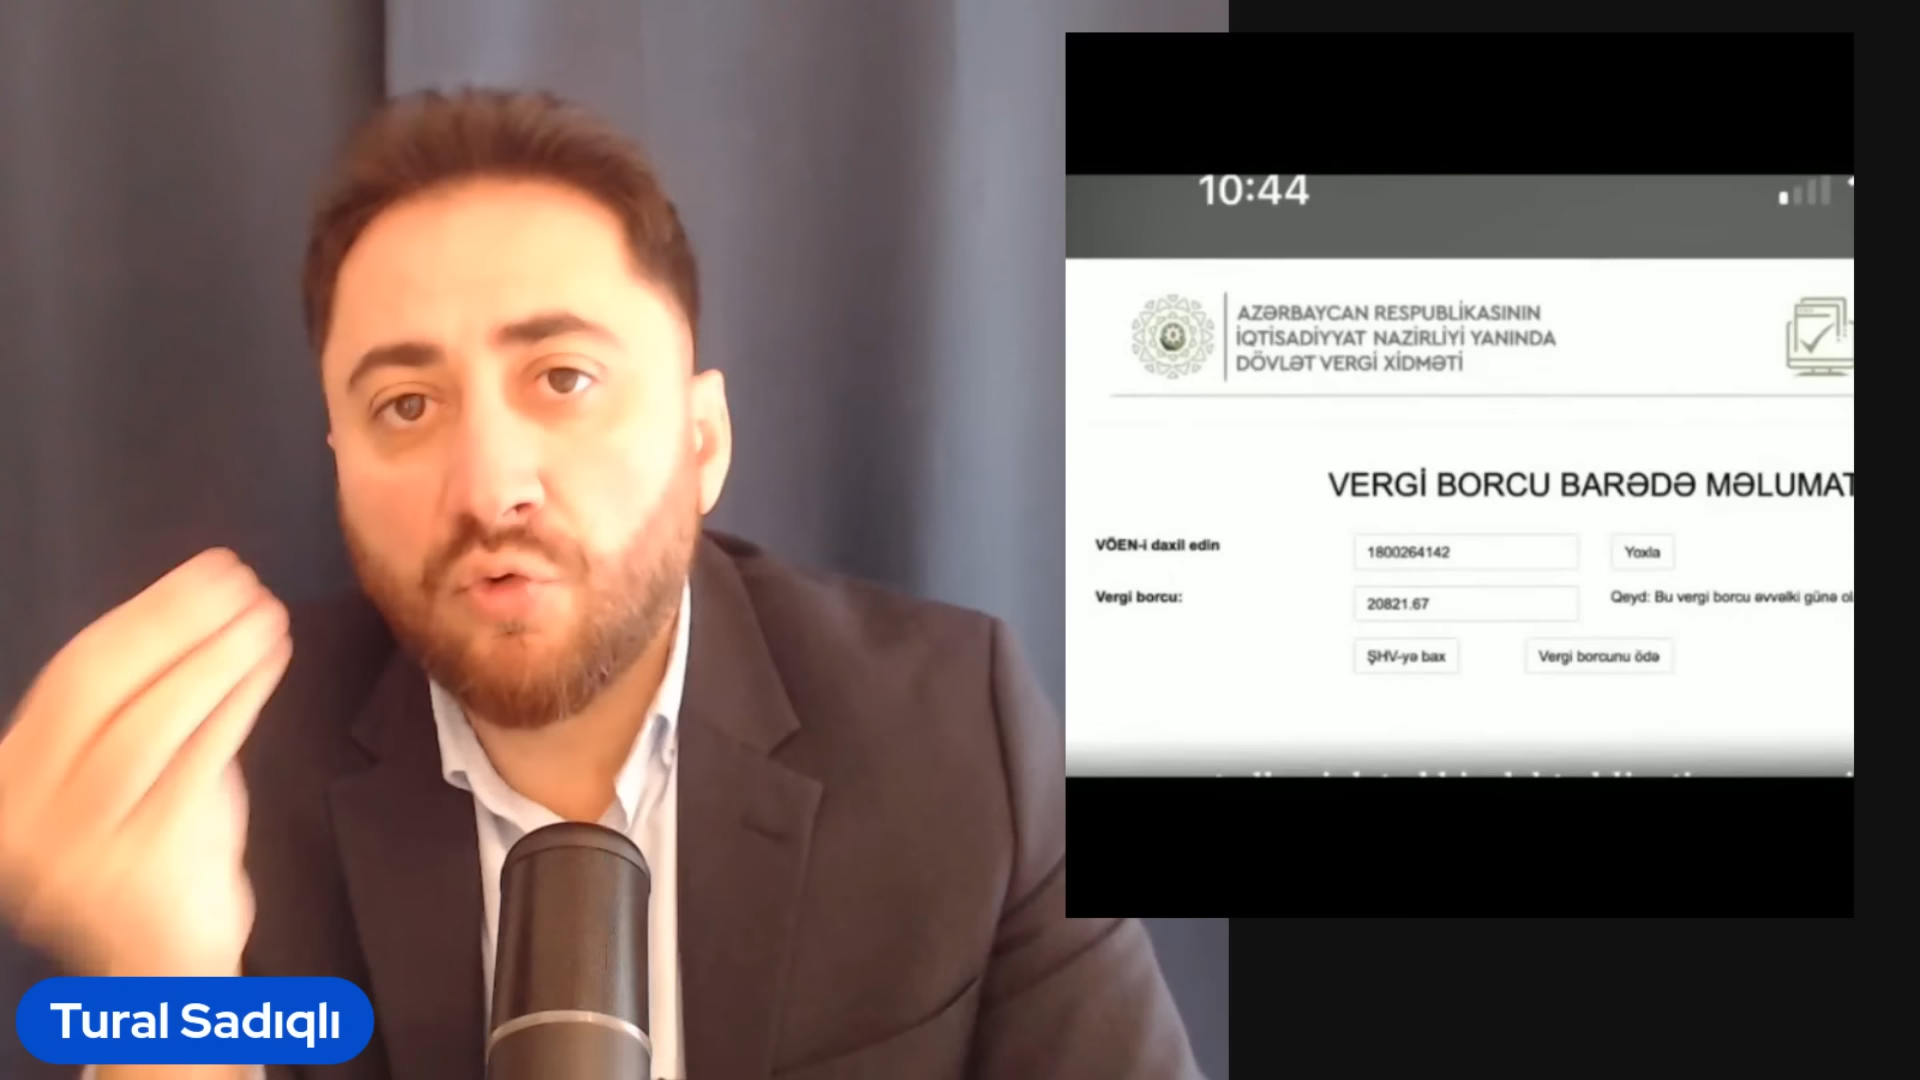 10:44
AZƏRBAYCAN RESPUBLİKASININ
İQTİSADİYYAT NAZİRLİYİ YANINDA
DÖVLƏT VERGİ XİDMƏTİ
VERGİ BORCU BARƏDƏ MƏLUMAT
VÖEN-i daxil edin 1800264142 Yoxla
Vergi borcu: 20821.67 Qeyd: Bu vergi borcu əvvəlki günə
ŞHV-yə bax Vergi borcunu ödə
Tural Sadıqlı